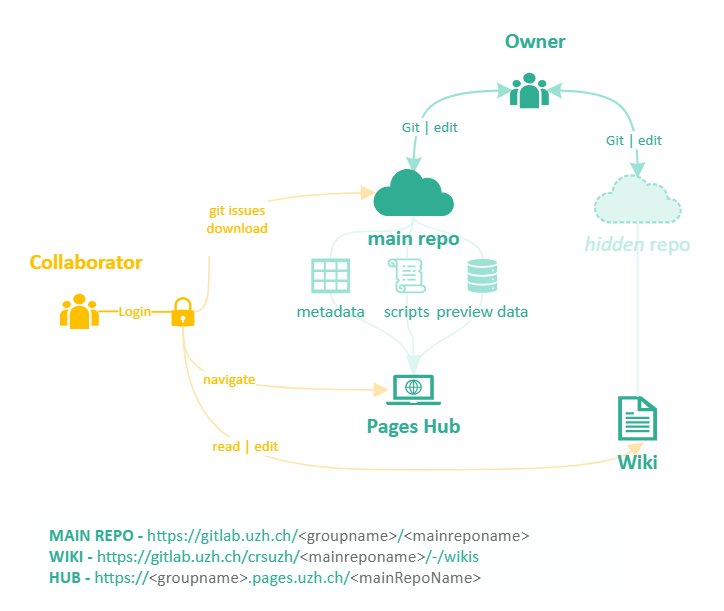 Owner
Git | edit
Git | edit
git issues
download
main repo
hidden repo
Collaborator
Login
metadata
scripts
preview data
navigate
Pages Hub
read | edit
Wiki
MAIN REPO - https://gitlab.uzh.ch/<groupname>/<mainreponame>
WIKI - https://gitlab.uzh.ch/crsuzh/<mainreponame>/-/wikis
HUB - https://<groupname>.pages.uzh.ch/<mainRepoName>